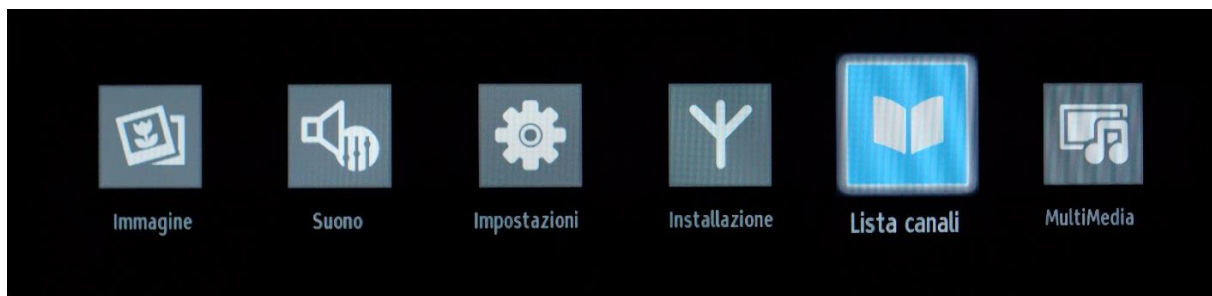 Immagine
Suono
Impostazioni
Installazione
Lista canali
MultiMedia